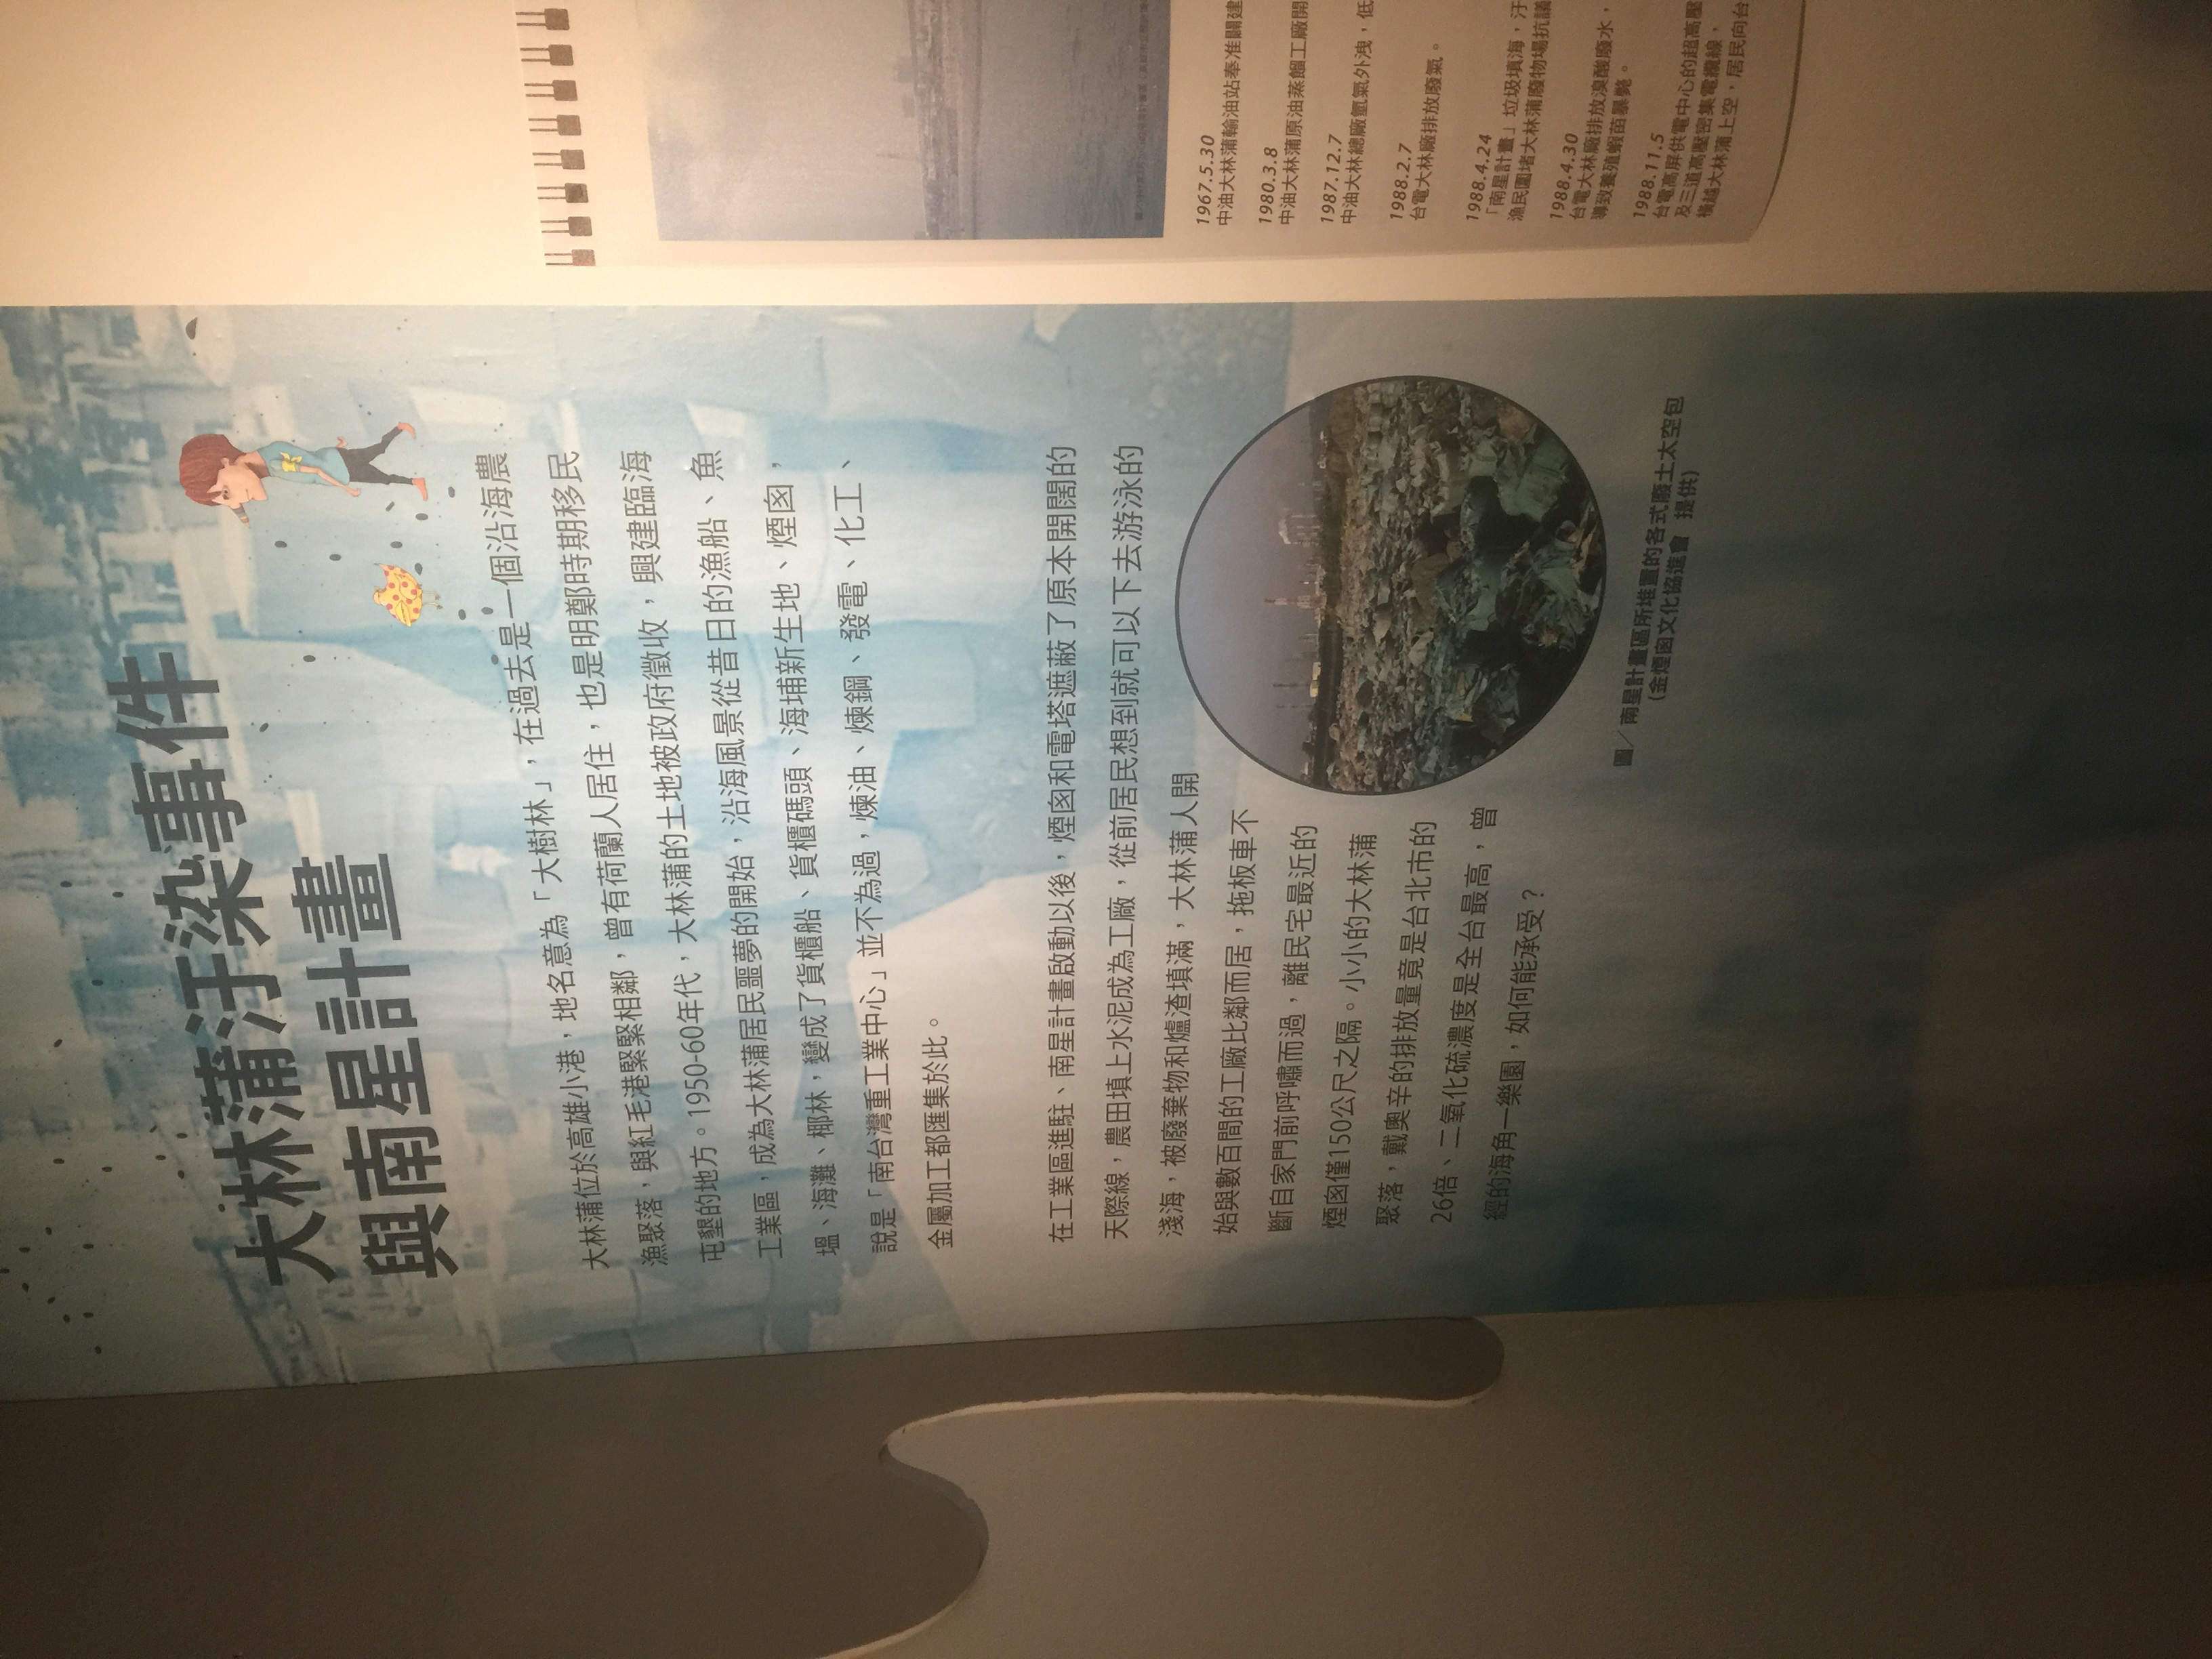 大林蒲汙染事件
與南星計畫
大林蒲位於高雄小港，地名意為「大樹林」，在過去是一個沿海農
漁聚落，與紅毛港緊緊相鄰，曾有荷蘭人居住，也是明鄭時期移民
屯墾的地方。1950-60年代，大林蒲的土地被政府徵收，興建臨海
工業區，成為大林蒲居民噩夢的開始，沿海風景從昔日的漁船、魚
塭、海灘、椰林，變成了貨櫃船、貨櫃碼頭、海埔新生地、煙囪，
說是「南台灣重工業中心」並不為過，煉油、煉鋼、發電、化工、
金屬加工都匯集於此。
在工業區進駐、南星計畫啟動以後，煙囪和電塔遮蔽了原本開闊的
天際線，農田填上水泥成為工廠，從前居民想到就可以下去游泳的
淺海，被廢棄物和爐渣填滿，大林蒲人開
始與數百間的工廠比鄰而居，拖板車不
斷自家門前呼嘯而過，離民宅最近的
煙囪僅150公尺之隔。小小的大林蒲
聚落，戴奧辛的排放量竟是台北市的
26倍、二氧化硫濃度是全台最高，曾
經的海角一樂園，如何能承受？
圖／南星計畫區所堆置的各式廢土太空包
(金煙囪文化協進會 提供)
1967.5.30
中油大林蒲輸油站奉准闢建
1980.3.8
中油大林蒲原油蒸餾工廠開
1987.12.7
中油大林總廠氫氣外洩，低
1988.2.7
台電大林廠排放廢氣。
1988.4.24
「南星計畫」垃圾填海，汙
漁民圍堵大林蒲廢物場抗議
1988.4.30
台電大林廠排放溴酸廢水，
導致養殖蝦苗暴斃。
1988.11.5
台電高屏供電中心的超高壓
及三道高壓密集電纜線，
橫越大林蒲上空，居民向台